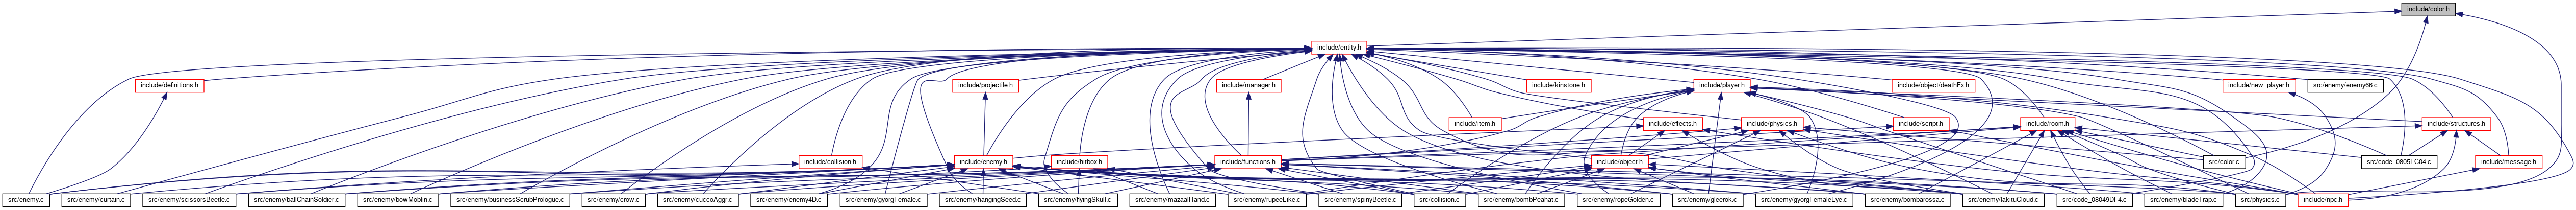 include/color.h
include/entity.h
include/definitions.h
include/projectile.h
include/manager.h
include/kinstone.h
include/player.h
include/object/deathFx.h
include/new_player.h
src/enemy/enemy66.c
include/item.h
include/effects.h
include/physics.h
include/script.h
include/room.h
include/structures.h
include/collision.h
include/enemy.h
include/hitbox.h
include/functions.h
include/object.h
src/color.c
src/code_0805EC04.c
include/message.h
src/enemy.c
src/enemy/curtain.c
src/enemy/scissorsBeetle.c
src/enemy/ballChainSoldier.c
src/enemy/bowMoblin.c
src/enemy/businessScrubPrologue.c
src/enemy/crow.c
src/enemy/cuccoAggr.c
src/enemy/enemy4D.c
src/enemy/gyorgFemale.c
src/enemy/hangingSeed.c
src/enemy/flyingSkull.c
src/enemy/mazaalHand.c
src/enemy/rupeeLike.c
src/enemy/spinyBeetle.c
src/collision.c
src/enemy/bombPeahat.c
src/enemy/ropeGolden.c
src/enemy/gleerok.c
src/enemy/gyorgFemaleEye.c
src/enemy/bombarossa.c
src/enemy/lakituCloud.c
src/code_08049DF4.c
src/enemy/bladeTrap.c
src/physics.c
include/npc.h